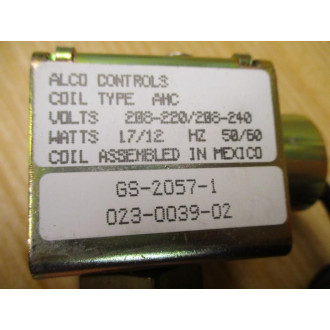 ALCO CONTROLS
COIL TYPE AMC
VOLTS 208-220/208-240
WATTS 17/12 HZ 50/60
COIL ASSEMBLED IN MEXICO
GS-2057-1
023-0039-02